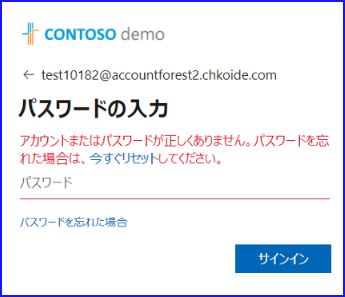 CONTOSO demo
← test10182@accountforest2.chkoide.com
パスワードの入力
アカウントまたはパスワードが正しくありません。パスワードを忘
れた場合は、今すぐリセットしてください。
パスワード
パスワードを忘れた場合
サインイン